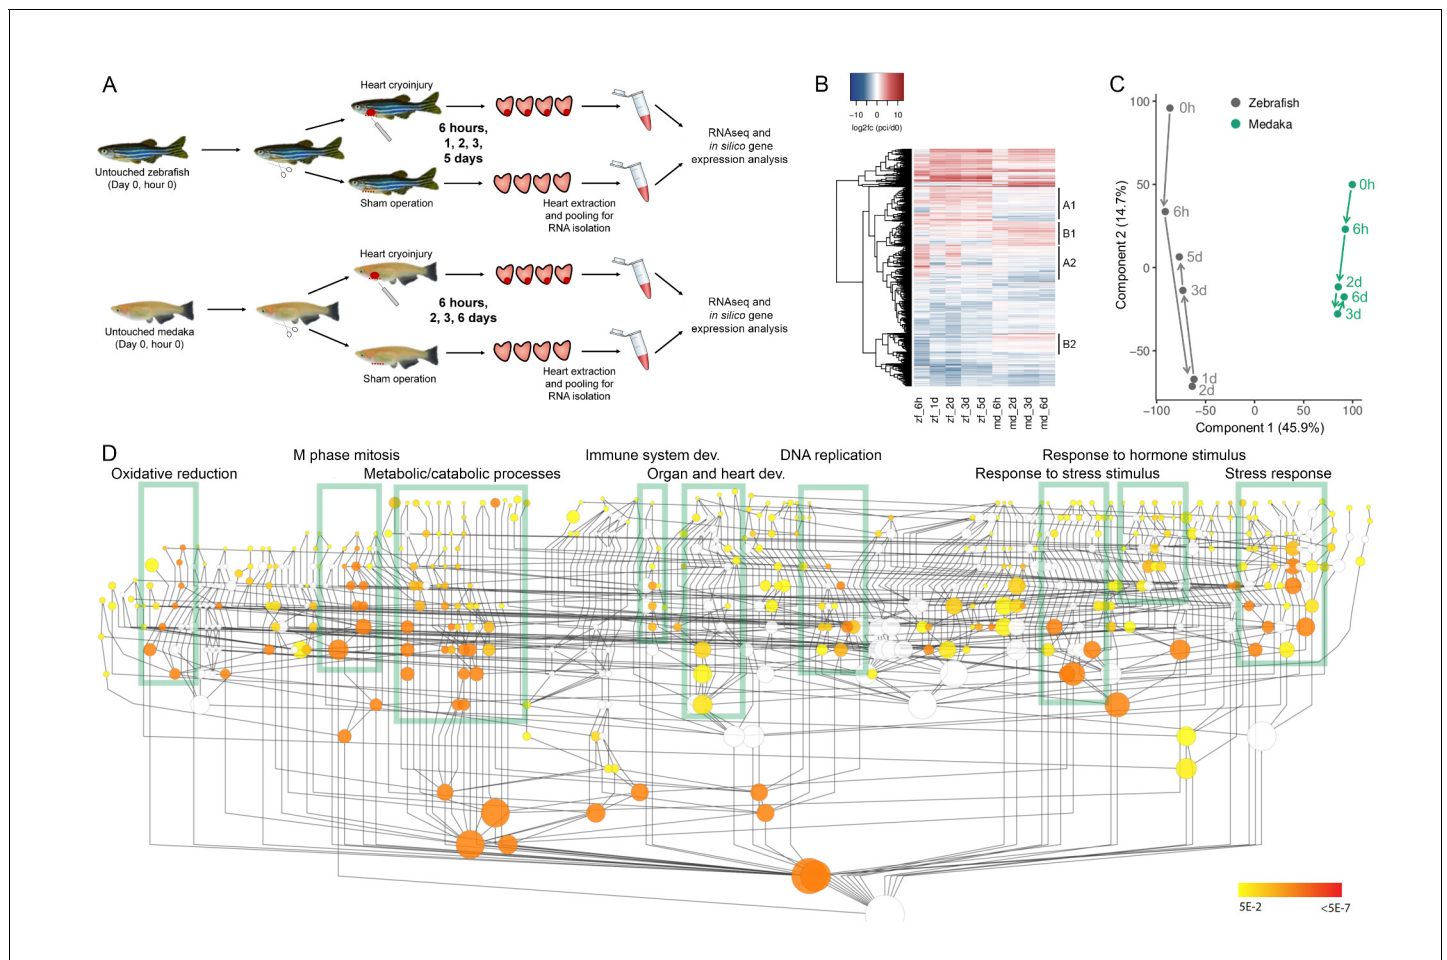 A
Heart cryoinjury
6 hours,
1, 2, 3,
5 days
Untouched zebrafish
(Day 0, hour 0)
Sham operation
Heart extraction
and pooling for
RNA isolation
RNAseq and
in silico gene
expression analysis
Heart cryoinjury
6 hours,
2, 3, 6 days
Untouched medaka
(Day 0, hour 0)
Sham operation
Heart extraction
and pooling for
RNA isolation
RNAseq and
in silico gene
expression analysis
B
-10 0 10
log2fc (pci/d0)
A1
B1
A2
B2
zf_6h
zf_1d
zf_2d
zf_3d
zf_5d
md_6h
md_2d
md_3d
md_6d
C
Zebrafish
Medaka
Component 2 (14.7%)
100
50
0
−50
−100 −50 0 50 100
Component 1 (45.9%)
0h
6h
5d
3d
1d
2d
0h
6h
2d
6d
3d
D
M phase mitosis
Immune system dev.
DNA replication
Response to hormone stimulus
Oxidative reduction
Metabolic/catabolic processes
Organ and heart dev.
Response to stress stimulus
Stress response
5E-2
<5E-7